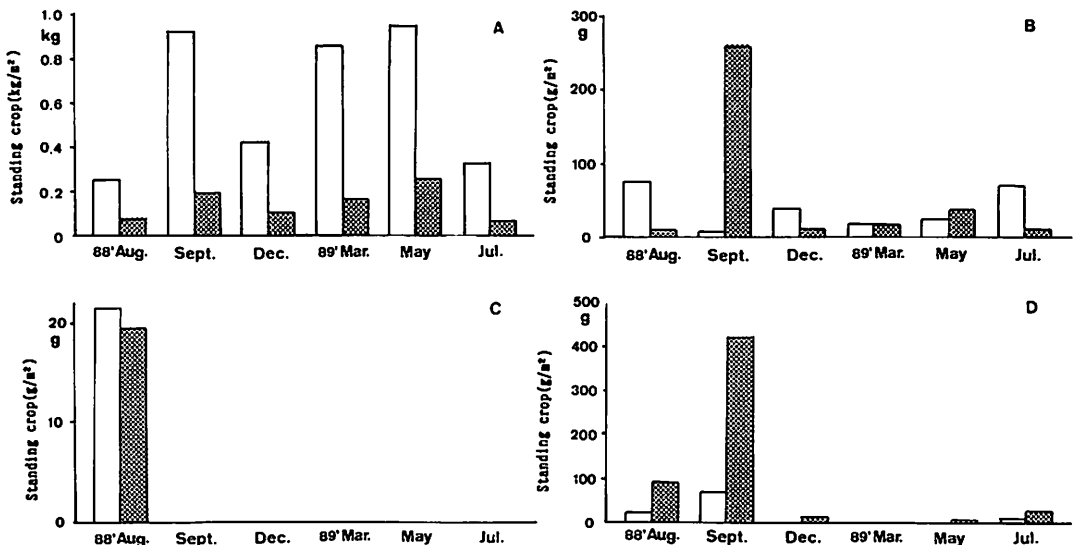 A
1.0
kg
0.8
0.6
0.4
0.2
0
Standing crop(kg/m²)
88'Aug. Sept. Dec. 89'Mar. May Jul.
B
300
g
200
100
0
Standing crop(g/m²)
88'Aug. Sept. Dec. 89'Mar. May Jul.
C
20
g
10
0
Standing crop(g/m²)
88'Aug. Sept. Dec. 89'Mar. May Jul.
D
500
g
400
300
200
100
0
Standing crop(g/m²)
88'Aug. Sept. Dec. 89'Mar. May Jul.